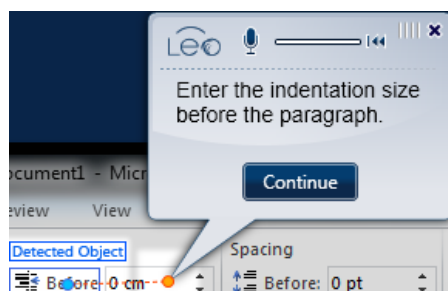 Leo
Enter the indentation size
before the paragraph.
Continue
ocument1 - Micr
eview View
Detected Object
Spacing
Before: 0 cm
Before: 0 pt